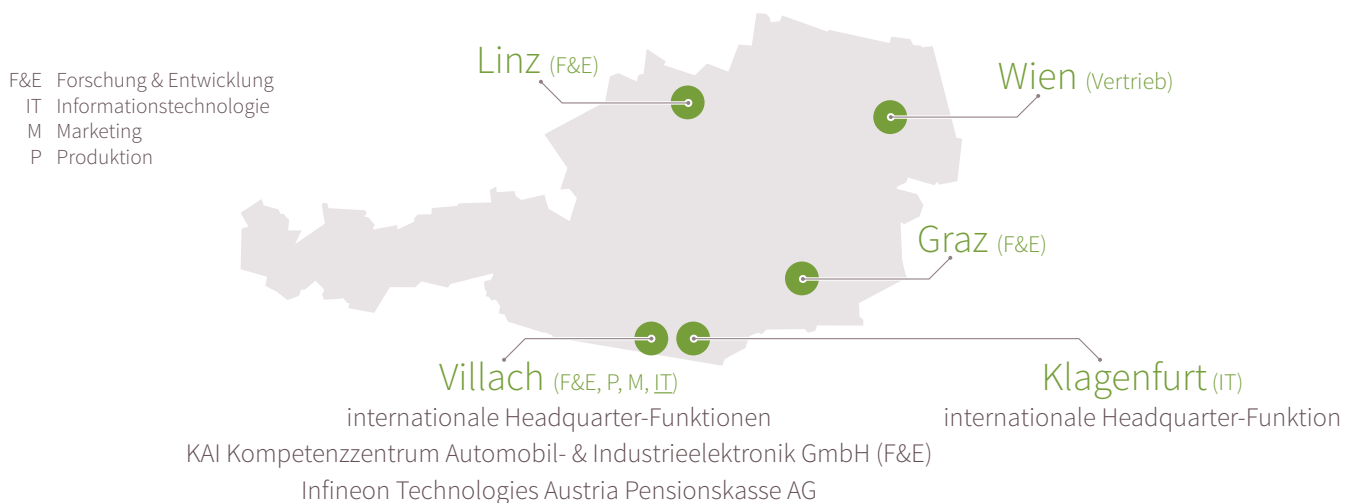 F&E Forschung & Entwicklung
IT Informationstechnologie
M Marketing
P Produktion
Linz (F&E)
Wien (Vertrieb)
Graz (F&E)
Villach (F&E, P, M, IT)
internationale Headquarter-Funktionen
KAI Kompetenzzentrum Automobil- & Industrieelektronik GmbH (F&E)
Infineon Technologies Austria Pensionskasse AG
Klagenfurt (IT)
internationale Headquarter-Funktion